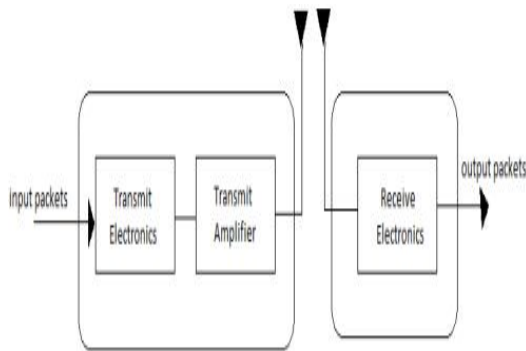 input packets
Transmit
Electronics
Transmit
Amplifier
Receive
Electronics
output packets